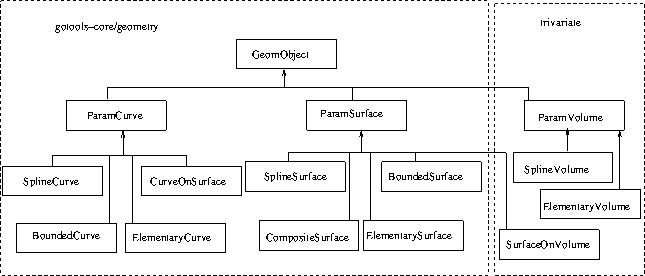 gotools-core/geometry
trivariate
GeomObject
ParamCurve
ParamSurface
ParamVolume
SplineCurve
CurveOnSurface
SplineSurface
BoundedSurface
SplineVolume
ElementaryVolume
BoundedCurve
ElementaryCurve
CompositeSurface
ElementarySurface
SurfaceOnVolume